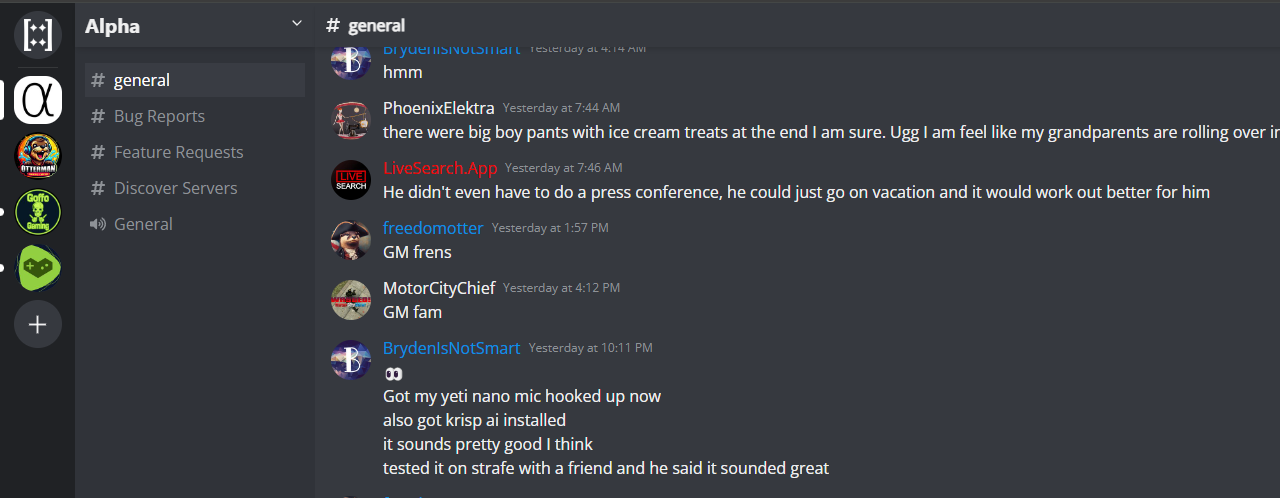 Alpha
# general
# general
# Bug Reports
# Feature Requests
# Discover Servers
General
BrydenIsNotSmart Yesterday at 4:14 AM
hmm
PhoenixElektra Yesterday at 7:44 AM
there were big boy pants with ice cream treats at the end I am sure. Ugg I am feel like my grandparents are rolling over in
LiveSearch.App Yesterday at 7:46 AM
LIVE
SEARCH
He didn't even have to do a press conference, he could just go on vacation and it would work out better for him
freedomotter Yesterday at 1:57 PM
GM frens
MotorCityChief Yesterday at 4:12 PM
GM fam
BrydenIsNotSmart Yesterday at 10:11 PM
👀
Got my yeti nano mic hooked up now
also got krisp ai installed
it sounds pretty good I think
tested it on strafe with a friend and he said it sounded great
α
OTTERMAN
Goffo
Gaming
B
B